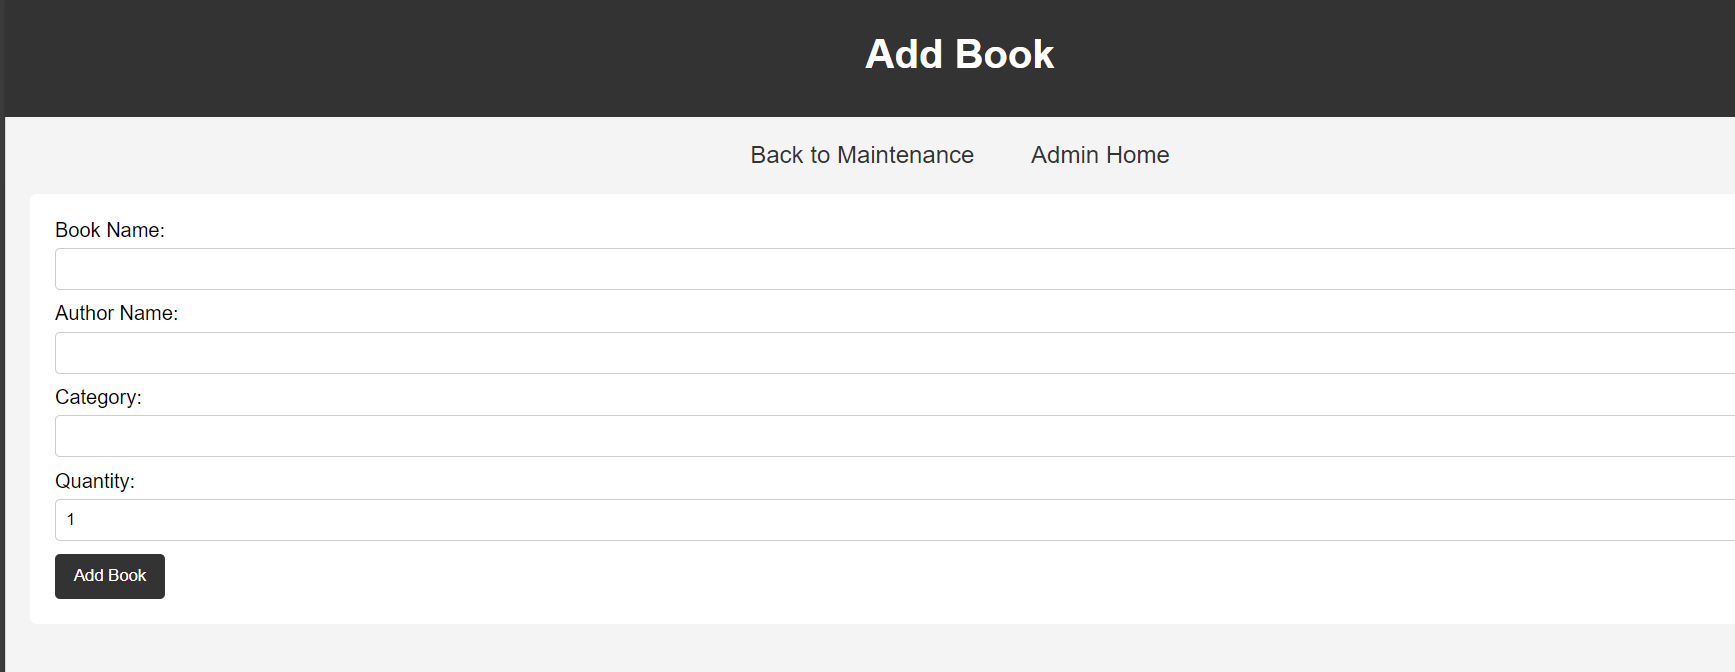 Add Book
Back to Maintenance Admin Home
Book Name:
Author Name:
Category:
Quantity:
1
Add Book